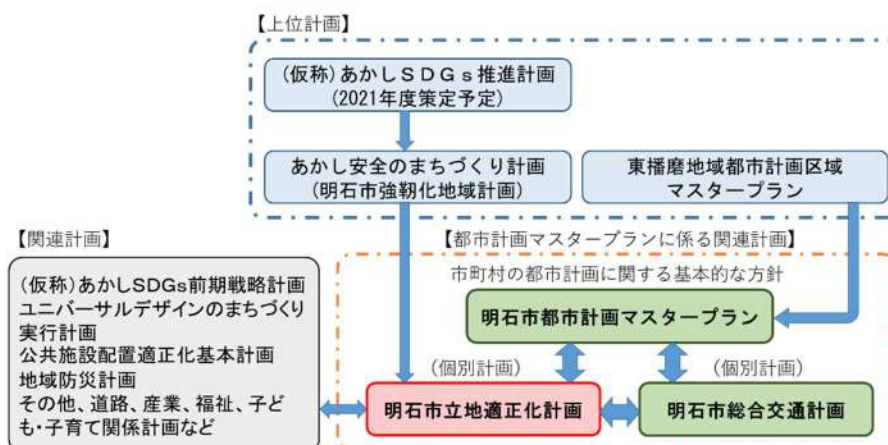 【上位計画】
(仮称)あかしSDGs推進計画
(2021年度策定予定)
あかし安全のまちづくり計画
(明石市強靭化地域計画)
東播磨地域都市計画区域
マスタープラン
【関連計画】
(仮称)あかしSDGs前期戦略計画
ユニバーサルデザインのまちづくり
実行計画
公共施設配置適正化基本計画
地域防災計画
その他、道路、産業、福祉、子ど
も・子育て関係計画など
【都市計画マスタープランに係る関連計画】
市町村の都市計画に関する基本的な方針
明石市都市計画マスタープラン
(個別計画)
(個別計画)
明石市立地適正化計画
明石市総合交通計画